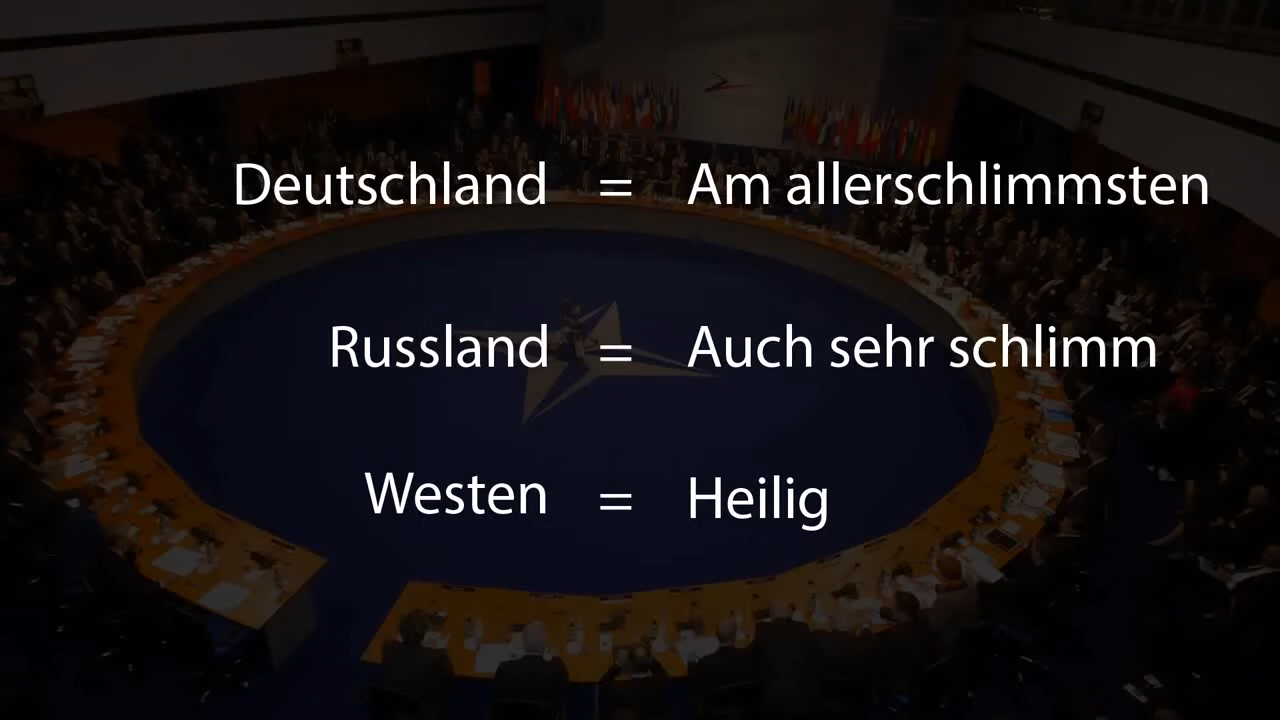 Deutschland = Am allerschlimmsten
Russland = Auch sehr schlimm
Westen = Heilig